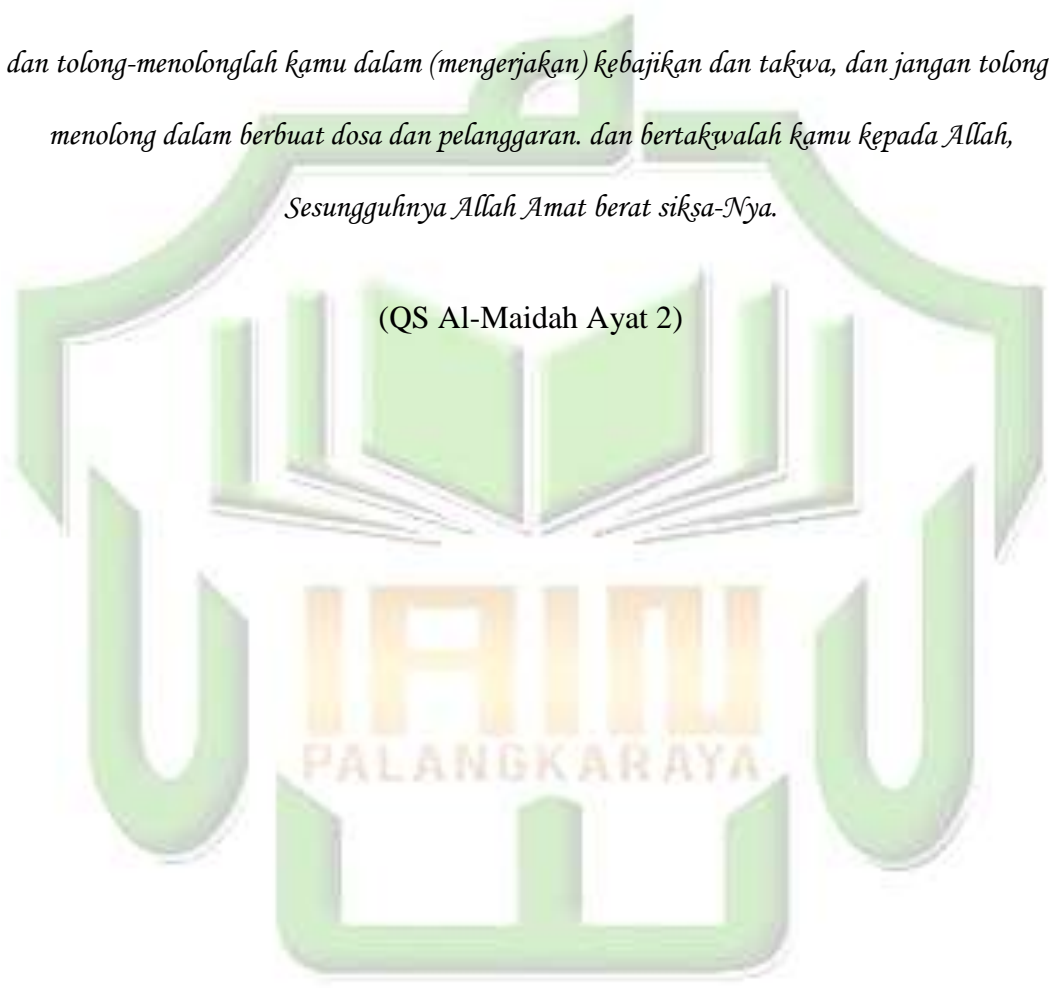 dan tolong-menolonglah kamu dalam (mengerjakan) kebajikan dan takwa, dan jangan tolong
menolong dalam berbuat dosa dan pelanggaran. dan bertakwalah kamu kepada Allah,
Sesungguhnya Allah Amat berat siksa-Nya.
(QS Al-Maidah Ayat 2)
IAIN
PALANGKARAYA